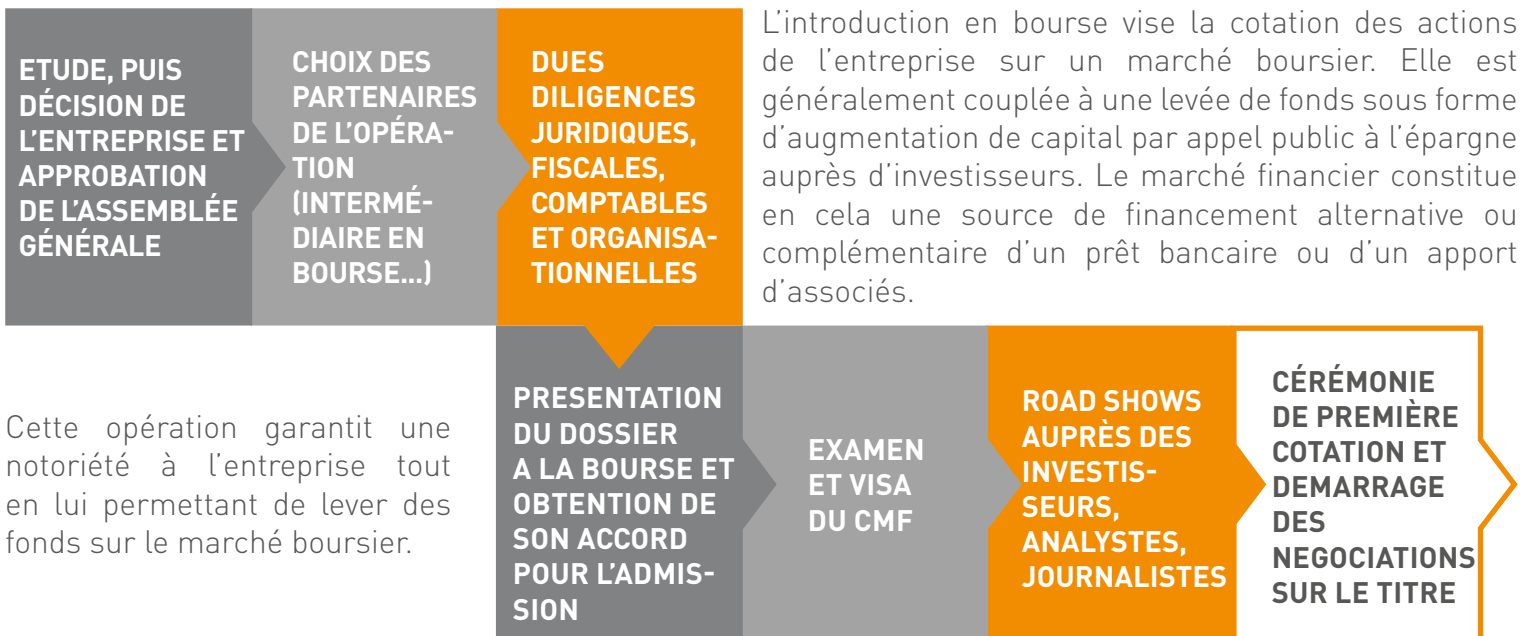 ETUDE, PUIS
DÉCISION DE
L'ENTREPRISE ET
APPROBATION
DE L'ASSEMBLÉE
GÉNÉRALE
CHOIX DES
PARTENAIRES
DE L'OPÉRA-
TION
(INTERMÉ-
DIAIRE EN
BOURSE...)
DUES
DILIGENCES
JURIDIQUES,
FISCALES,
COMPTABLES
ET ORGANISA-
TIONNELLES
L'introduction en bourse vise la cotation des actions
de l'entreprise sur un marché boursier. Elle est
généralement couplée à une levée de fonds sous forme
d'augmentation de capital par appel public à l'épargne
auprès d'investisseurs. Le marché financier constitue
en cela une source de financement alternative ou
complémentaire d'un prêt bancaire ou d'un apport
d'associés.
Cette opération garantit une
notoriété à l'entreprise tout
en lui permettant de lever des
fonds sur le marché boursier.
PRESENTATION
DU DOSSIER
A LA BOURSE ET
OBTENTION DE
SON ACCORD
POUR L'ADMIS-
SION
EXAMEN
ET VISA
DU CMF
ROAD SHOWS
AUPRÈS DES
INVESTIS-
SEURS,
ANALYSTES,
JOURNALISTES
CÉRÉMONIE
DE PREMIÈRE
COTATION ET
DEMARRAGE
DES
NEGOCIATIONS
SUR LE TITRE